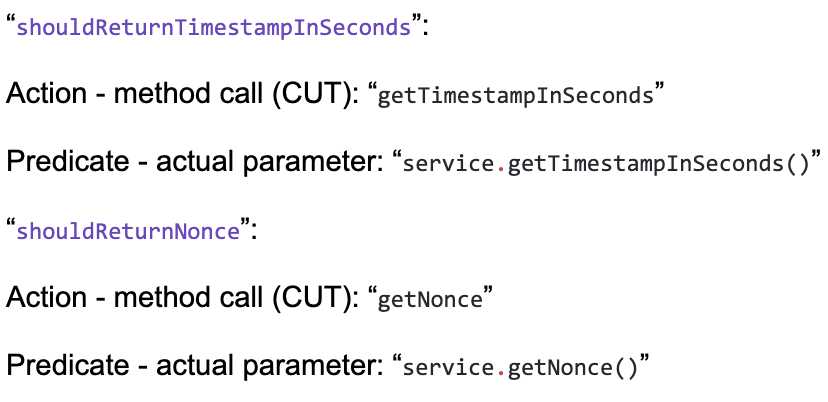 “shouldReturnTimestampInSeconds”:
Action - method call (CUT): “getTimestampInSeconds”
Predicate - actual parameter: “service.getTimestampInSeconds()”
“shouldReturnNonce”:
Action - method call (CUT): “getNonce”
Predicate - actual parameter: “service.getNonce()”